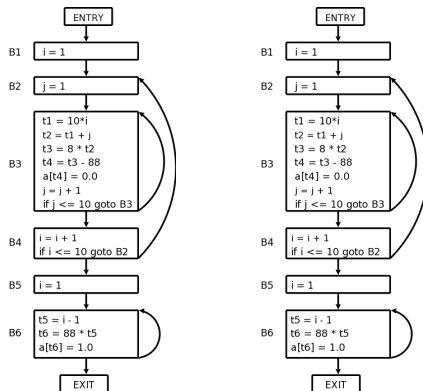 ENTRY
B1
i = 1
B2
j = 1
B3
t1 = 10*i
t2 = t1 + j
t3 = 8 * t2
t4 = t3 - 88
a[t4] = 0.0
j = j + 1
if j <= 10 goto B3
B4
i = i + 1
if i <= 10 goto B2
B5
i = 1
B6
t5 = i - 1
t6 = 88 * t5
a[t6] = 1.0
EXIT
ENTRY
B1
i = 1
B2
j = 1
B3
t1 = 10*i
t2 = t1 + j
t3 = 8 * t2
t4 = t3 - 88
a[t4] = 0.0
j = j + 1
if j <= 10 goto B3
B4
i = i + 1
if i <= 10 goto B2
B5
i = 1
B6
t5 = i - 1
t6 = 88 * t5
a[t6] = 1.0
EXIT